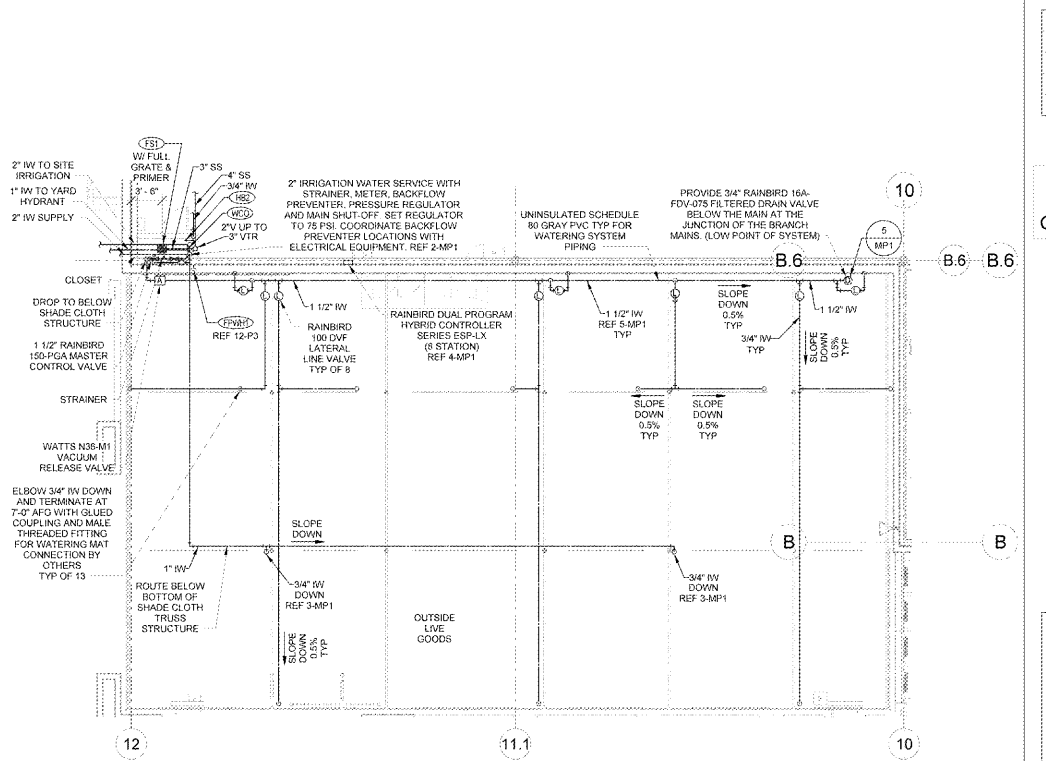 FS1
W/ FULL
GRATE &
PRIMER
3' - 6"
3" SS
4" SS
3/4" IW
HB2
WCO
2"V UP TO
3" VTR
2" IW TO SITE
IRRIGATION
1" IW TO YARD
HYDRANT
2" IW SUPPLY
2" IRRIGATION WATER SERVICE WITH
STRAINER, METER, BACKFLOW
PREVENTER, PRESSURE REGULATOR
AND MAIN SHUT-OFF. SET REGULATOR
TO 75 PSI. COORDINATE BACKFLOW
PREVENTER LOCATIONS WITH
ELECTRICAL EQUIPMENT. REF 2-MP1
UNINSULATED SCHEDULE
80 GRAY PVC TYP FOR
WATERING SYSTEM
PIPING
PROVIDE 3/4" RAINBIRD 16A-
FDV-075 FILTERED DRAIN VALVE
BELOW THE MAIN AT THE
JUNCTION OF THE BRANCH
MAINS. (LOW POINT OF SYSTEM)
5
MP1
10
B.6
B.6
B.6
CLOSET
DROP TO BELOW
SHADE CLOTH
STRUCTURE
1 1/2" RAINBIRD
150-PGA MASTER
CONTROL VALVE
STRAINER
WATTS N36-M1
VACUUM
RELEASE VALVE
A
FPWH1
REF 12-P3
1 1/2" IW
RAINBIRD
100 DVF
LATERAL
LINE VALVE
TYP OF 8
RAINBIRD DUAL PROGRAM
HYBRID CONTROLLER
SERIES ESP-LX
(8 STATION)
REF 4-MP1
1 1/2" IW
REF 5-MP1
TYP
SLOPE
DOWN
0.5%
TYP
3/4" IW
TYP
1 1/2" IW
SLOPE
DOWN
0.5%
TYP
SLOPE
DOWN
0.5%
TYP
SLOPE
DOWN
0.5%
TYP
ELBOW 3/4" IW DOWN
AND TERMINATE AT
7'-0" AFG WITH GLUED
COUPLING AND MALE
THREADED FITTING
FOR WATERING MAT
CONNECTION BY
OTHERS
TYP OF 13
SLOPE
DOWN
B
B
1" IW
ROUTE BELOW
BOTTOM OF
SHADE CLOTH
TRUSS
STRUCTURE
3/4" IW
DOWN
REF 3-MP1
3/4" IW
DOWN
REF 3-MP1
OUTSIDE
LIVE
GOODS
SLOPE
DOWN
0.5%
TYP
12
11.1
10